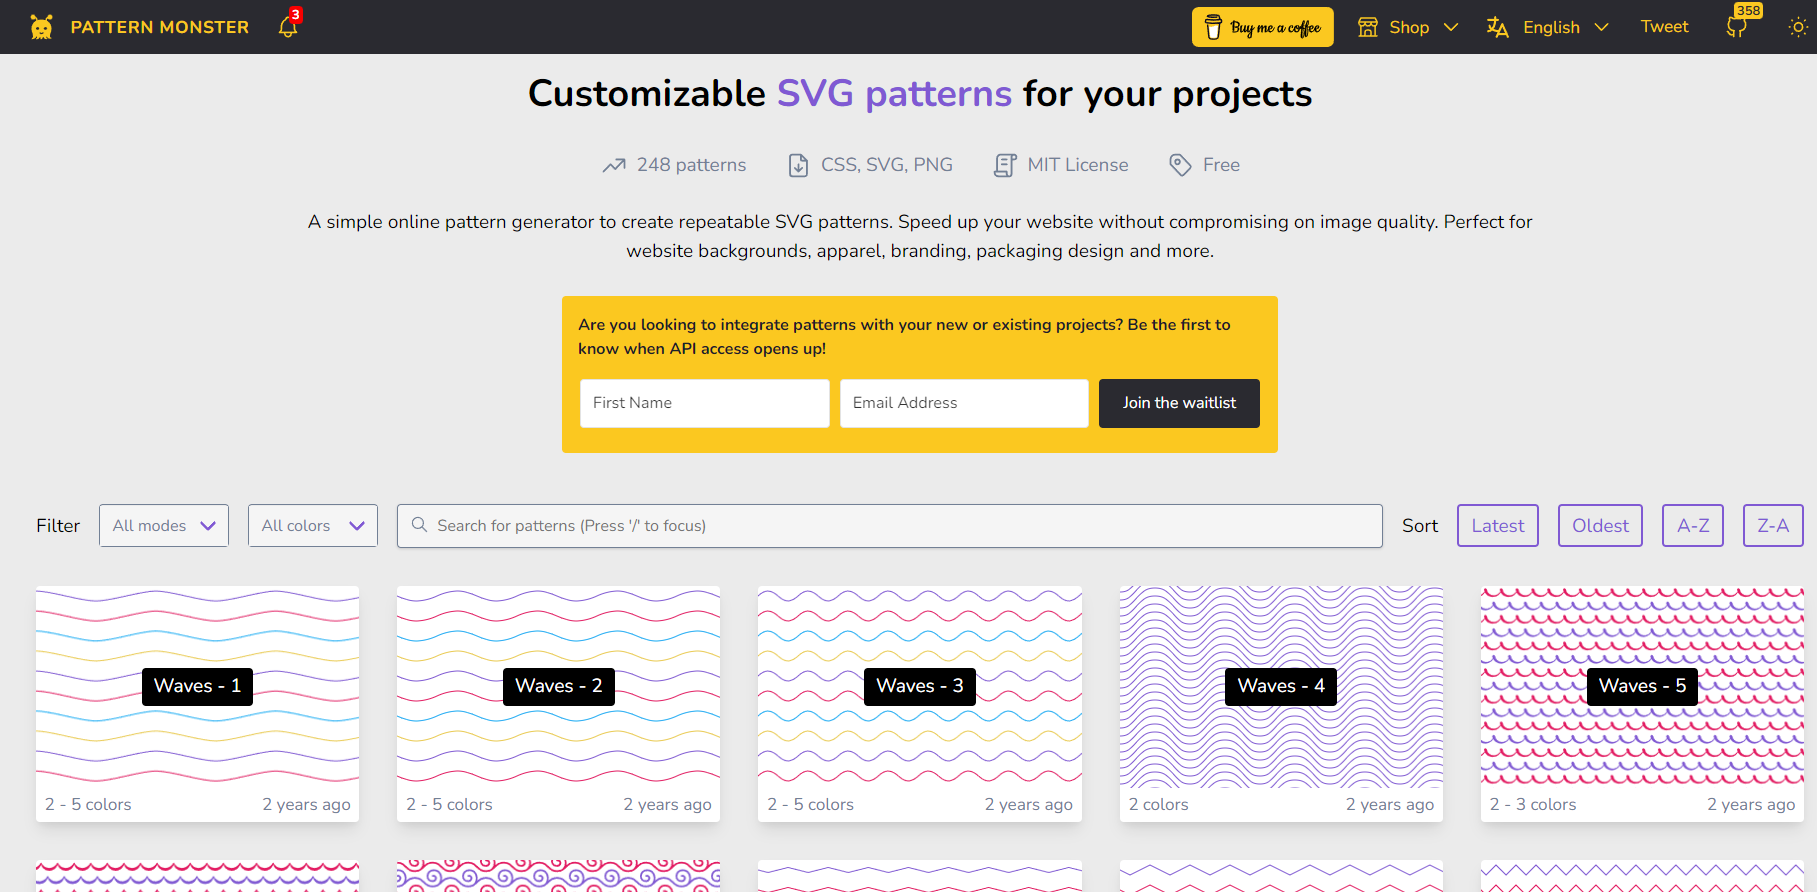 PATTERN MONSTER
3
Buy me a coffee
Shop
English
Tweet
358
Customizable SVG patterns for your projects
248 patterns
CSS, SVG, PNG
MIT License
Free
A simple online pattern generator to create repeatable SVG patterns. Speed up your website without compromising on image quality. Perfect for
website backgrounds, apparel, branding, packaging design and more.
Are you looking to integrate patterns with your new or existing projects? Be the first to
know when API access opens up!
First Name
Email Address
Join the waitlist
Filter
All modes
All colors
Search for patterns (Press '/' to focus)
Sort
Latest
Oldest
A-Z
Z-A
Waves - 1
Waves - 2
Waves - 3
Waves - 4
Waves - 5
2 - 5 colors
2 years ago
2 - 5 colors
2 years ago
2 - 5 colors
2 years ago
2 colors
2 years ago
2 - 3 colors
2 years ago